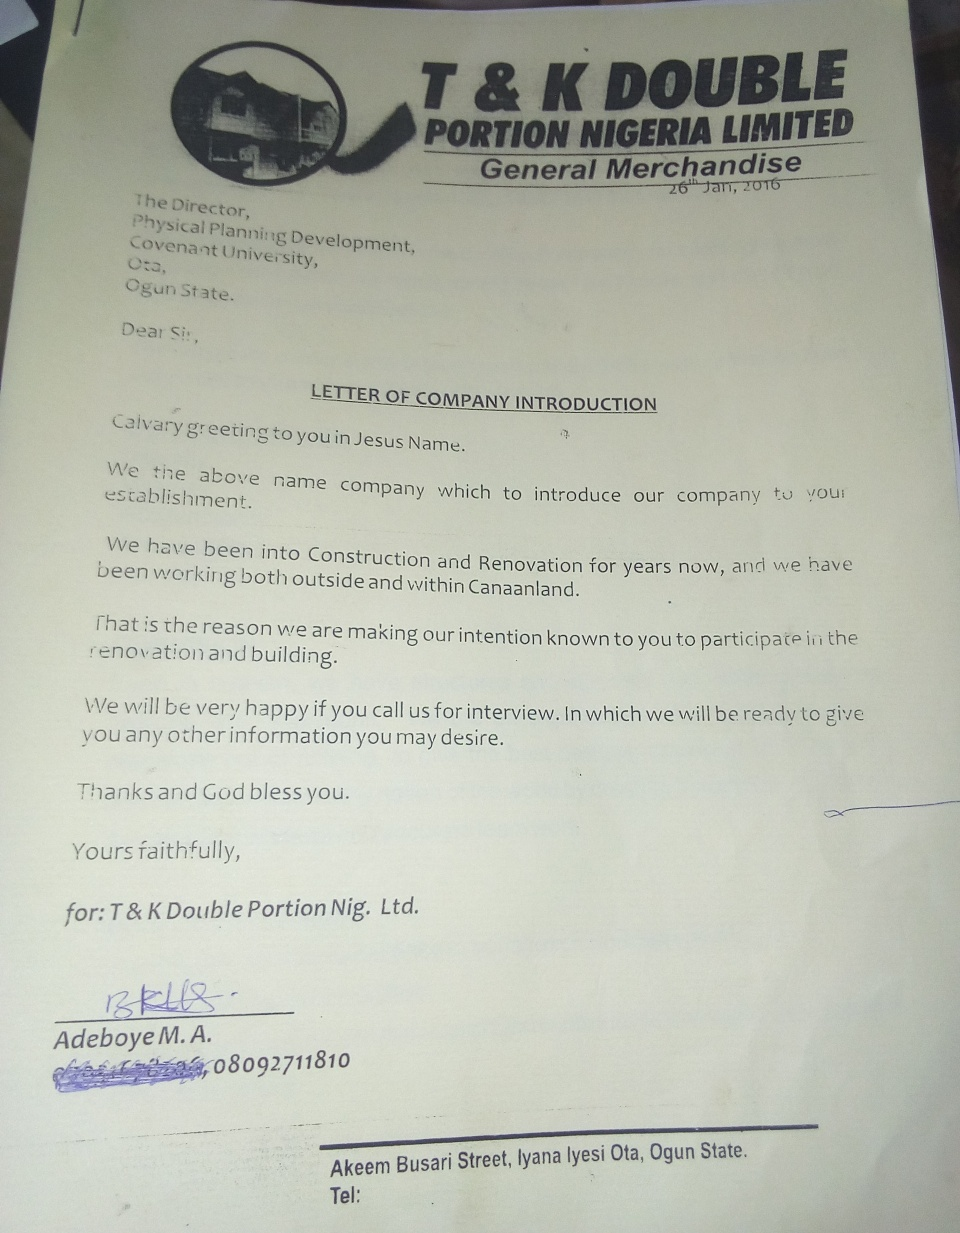 T & K DOUBLE
PORTION NIGERIA LIMITED
General Merchandise
26th Jan, 2016
The Director,
Physical Planning Development,
Covenant University,
Ota,
Ogun State.
Dear Sir,
LETTER OF COMPANY INTRODUCTION
Calvary greeting to you in Jesus Name.
We the above name company which to introduce our company to your
establishment.
We have been into Construction and Renovation for years now, and we have
been working both outside and within Canaanland.
That is the reason we are making our intention known to you to participate in the
renovation and building.
We will be very happy if you call us for interview. In which we will be ready to give
you any other information you may desire.
Thanks and God bless you.
Yours faithfully,
for: T & K Double Portion Nig. Ltd.
Adeboye M. A.
, 08092711810
Akeem Busari Street, Iyana Iyesi Ota, Ogun State.
Tel: